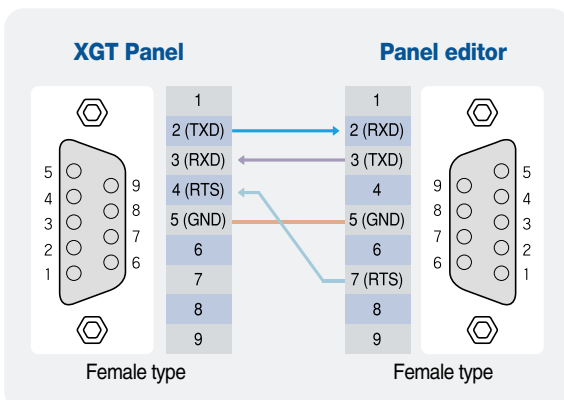 XGT Panel
Panel editor
1 1
2 (TXD) 2 (RXD)
3 (RXD) 3 (TXD)
4 (RTS) 4
5 (GND) 5 (GND)
6 6
7 7 (RTS)
8 8
9 9
5
4
3
2
1
9
8
7
6
9
8
7
6
5
4
3
2
1
Female type
Female type